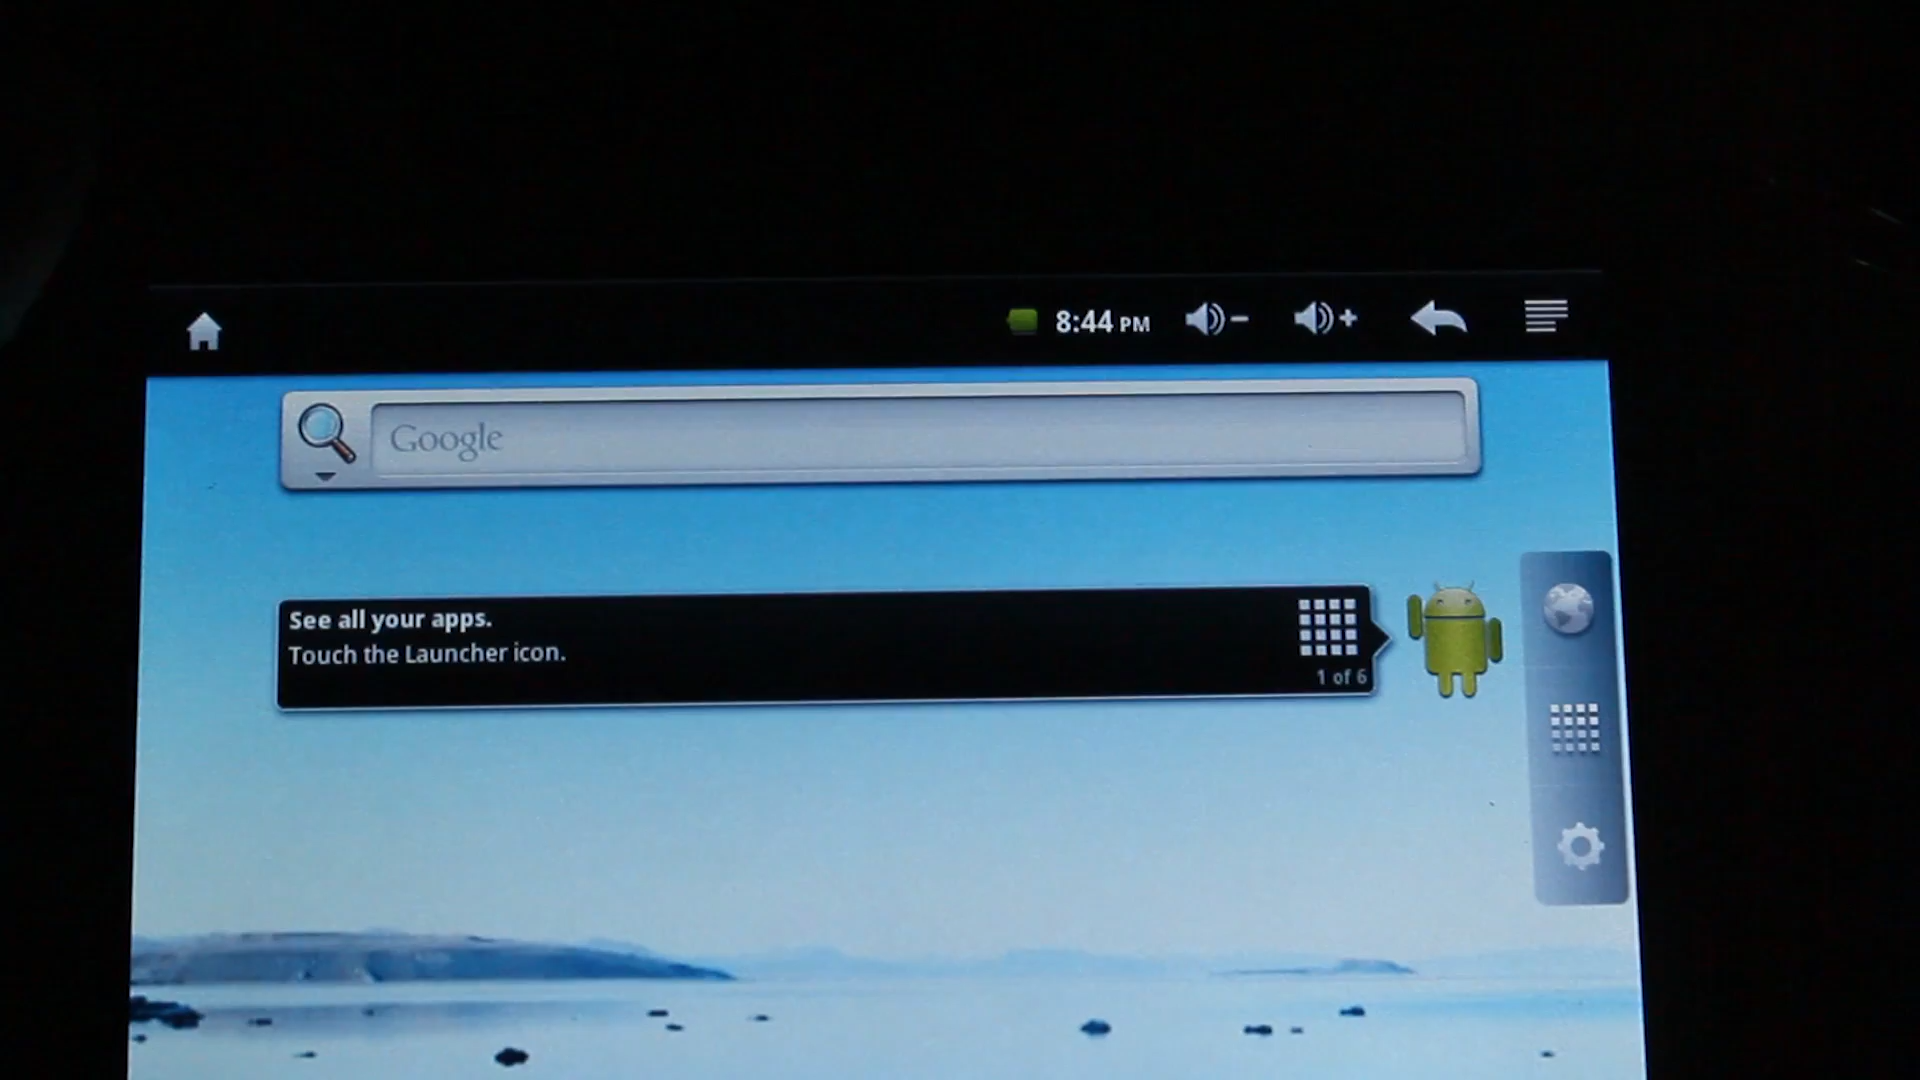 8:44 PM
Google
See all your apps.
Touch the Launcher icon.
1 of 6